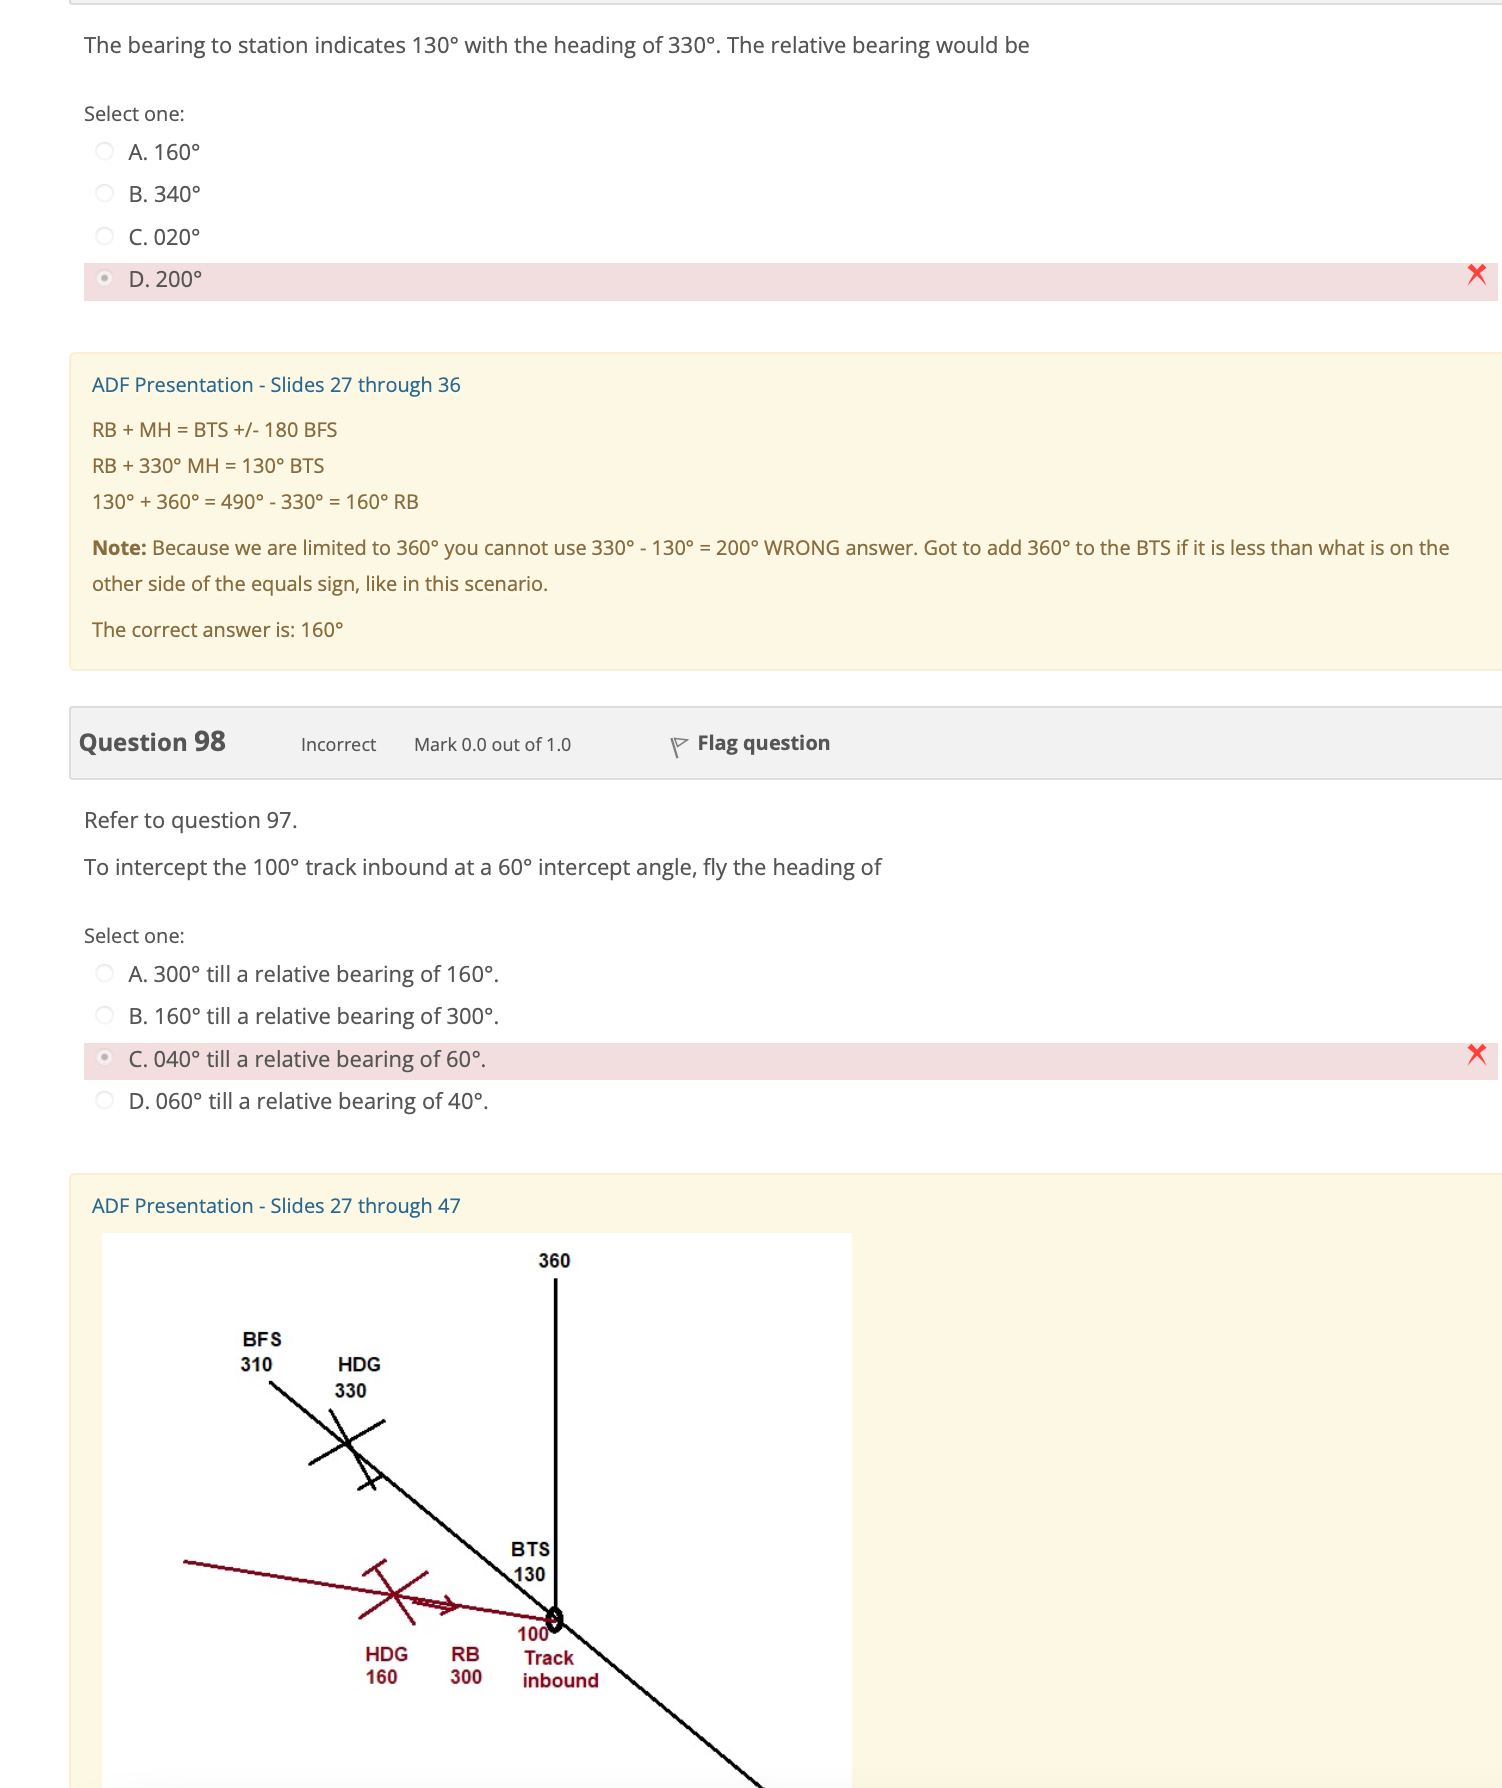 The bearing to station indicates 130° with the heading of 330°. The relative bearing would be
Select one:
A. 160°
B. 340°
C. 020°
D. 200°
ADF Presentation - Slides 27 through 36
RB + MH = BTS +/- 180 BFS
RB + 330° MH = 130° BTS
130° + 360° = 490° - 330° = 160° RB
Note: Because we are limited to 360° you cannot use 330° - 130° = 200° WRONG answer. Got to add 360° to the BTS if it is less than what is on the
other side of the equals sign, like in this scenario.
The correct answer is: 160°
Question 98 Incorrect Mark 0.0 out of 1.0 Flag question
Refer to question 97.
To intercept the 100° track inbound at a 60° intercept angle, fly the heading of
Select one:
A. 300° till a relative bearing of 160°.
B. 160° till a relative bearing of 300°.
C. 040° till a relative bearing of 60°.
D. 060° till a relative bearing of 40°.
ADF Presentation - Slides 27 through 47
360
BFS
310
HDG
330
BTS
130
100
Track
inbound
HDG
160
RB
300